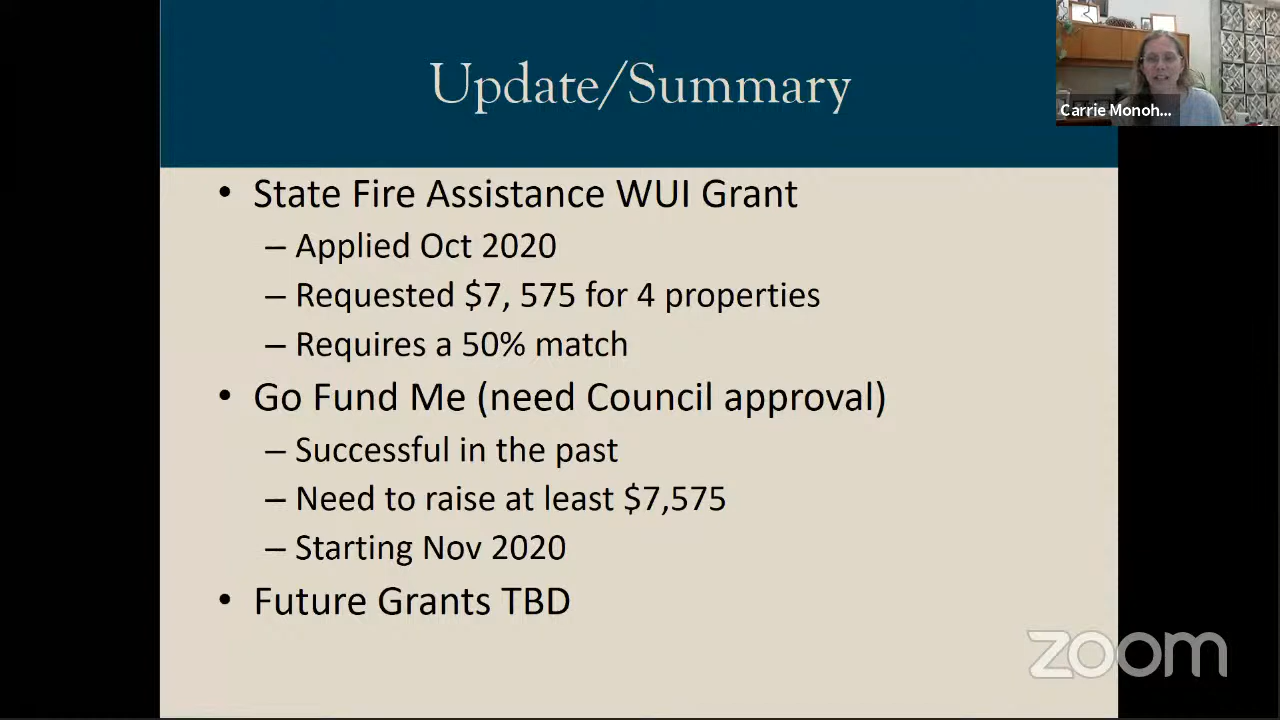 Update/Summary
Carrie Monoh...
• State Fire Assistance WUI Grant
– Applied Oct 2020
– Requested $7, 575 for 4 properties
– Requires a 50% match
• Go Fund Me (need Council approval)
– Successful in the past
– Need to raise at least $7,575
– Starting Nov 2020
• Future Grants TBD
zoom